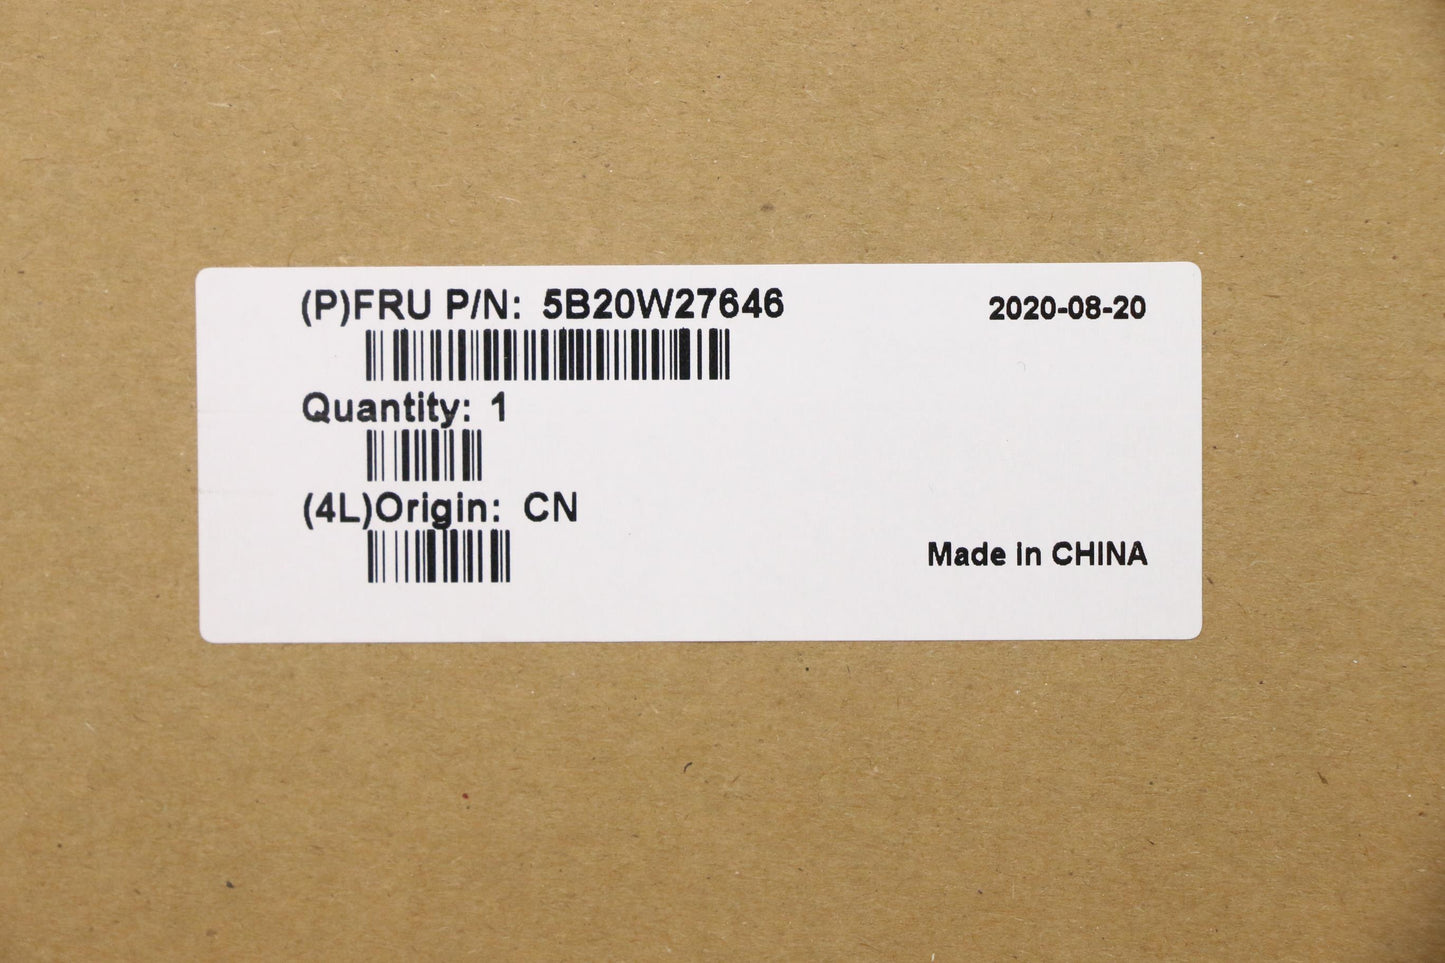 (P)FRU P/N: 5B20W27646
2020-08-20
Quantity: 1
(4L)Origin: CN
Made in CHINA